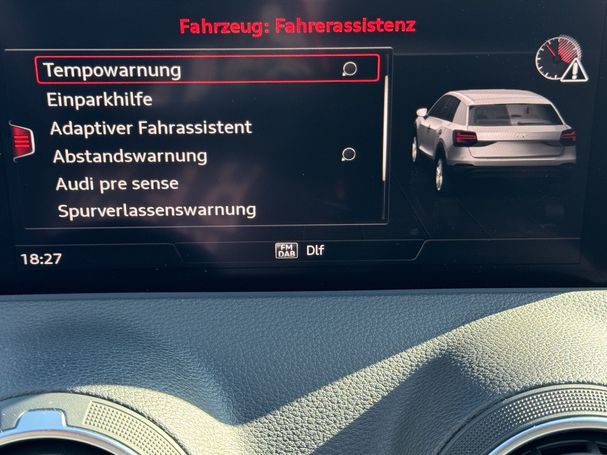 Fahrzeug: Fahrerassistenz
Tempowarnung
Einparkhilfe
Adaptiver Fahrassistent
Abstandswarnung
Audi pre sense
Spurverlassenswarnung
18:27
FM
DAB
Dlf